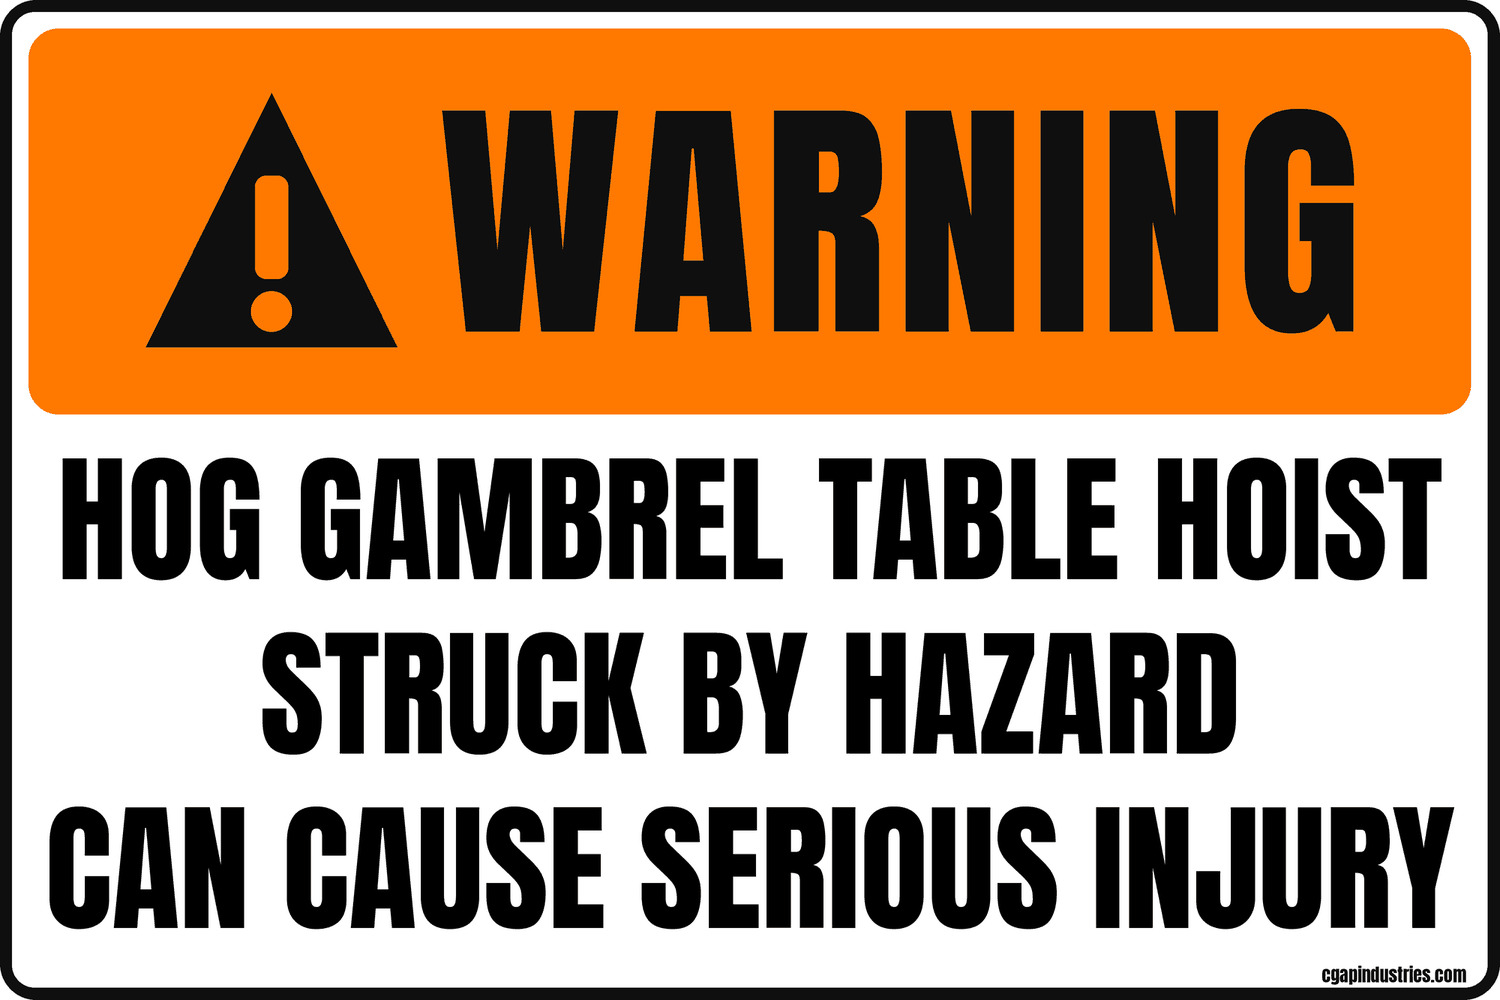 WARNING
HOG GAMBREL TABLE HOIST
STRUCK BY HAZARD
CAN CAUSE SERIOUS INJURY
cgapindustries.com